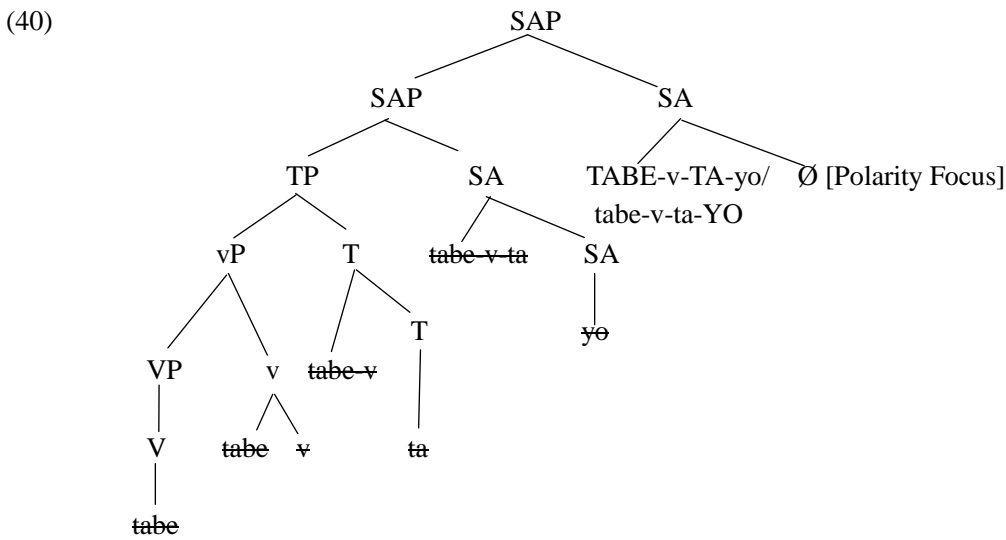 (40) SAP
SAP SA
TP SA TABE-v-TA-yo/ Ø [Polarity Focus]
tabe-v-ta-YO
vP T tabe-v-ta SA
T yo
VP v tabe-v
V tabe v ta
tabe